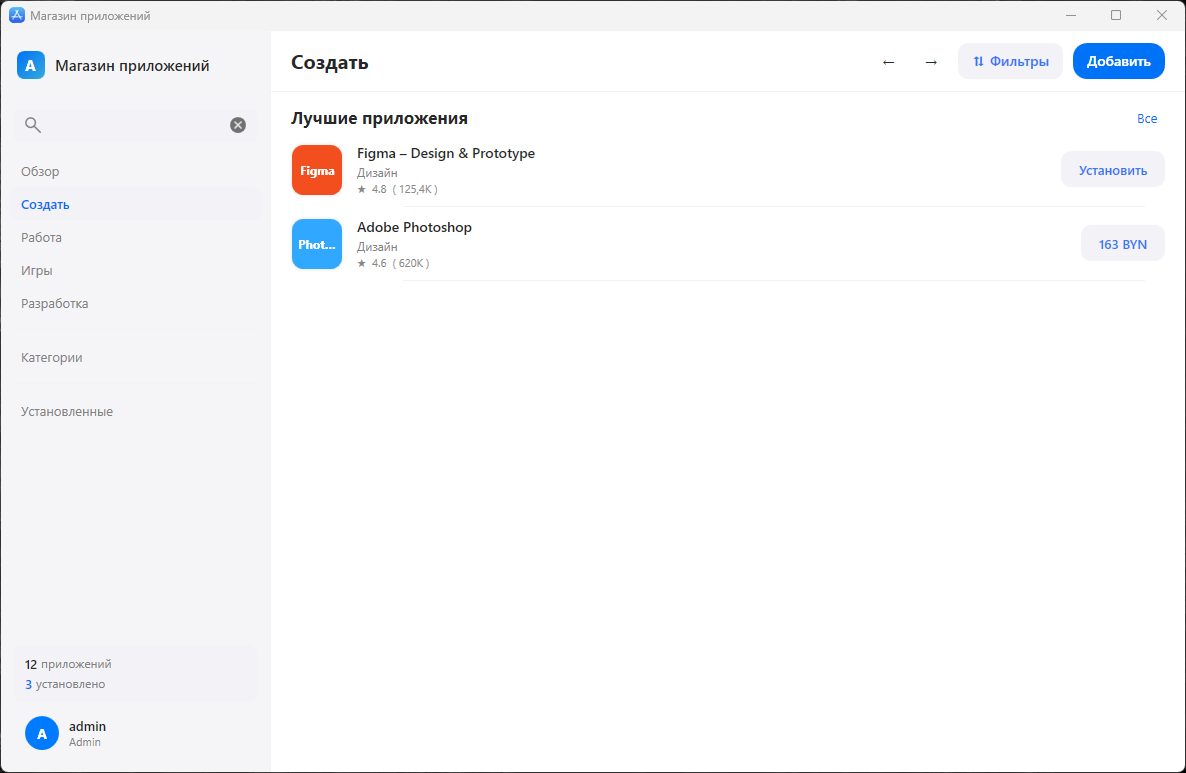 Магазин приложений
A Магазин приложений
Обзор
Создать
Работа
Игры
Разработка
Категории
Установленные
12 приложений
3 установлено
A
admin
Admin
Создать
← → ⇅ Фильтры Добавить
Лучшие приложения Все
Figma
Figma – Design & Prototype
Дизайн
★ 4.8 ( 125,4K )
Установить
Phot...
Adobe Photoshop
Дизайн
★ 4.6 ( 620K )
163 BYN